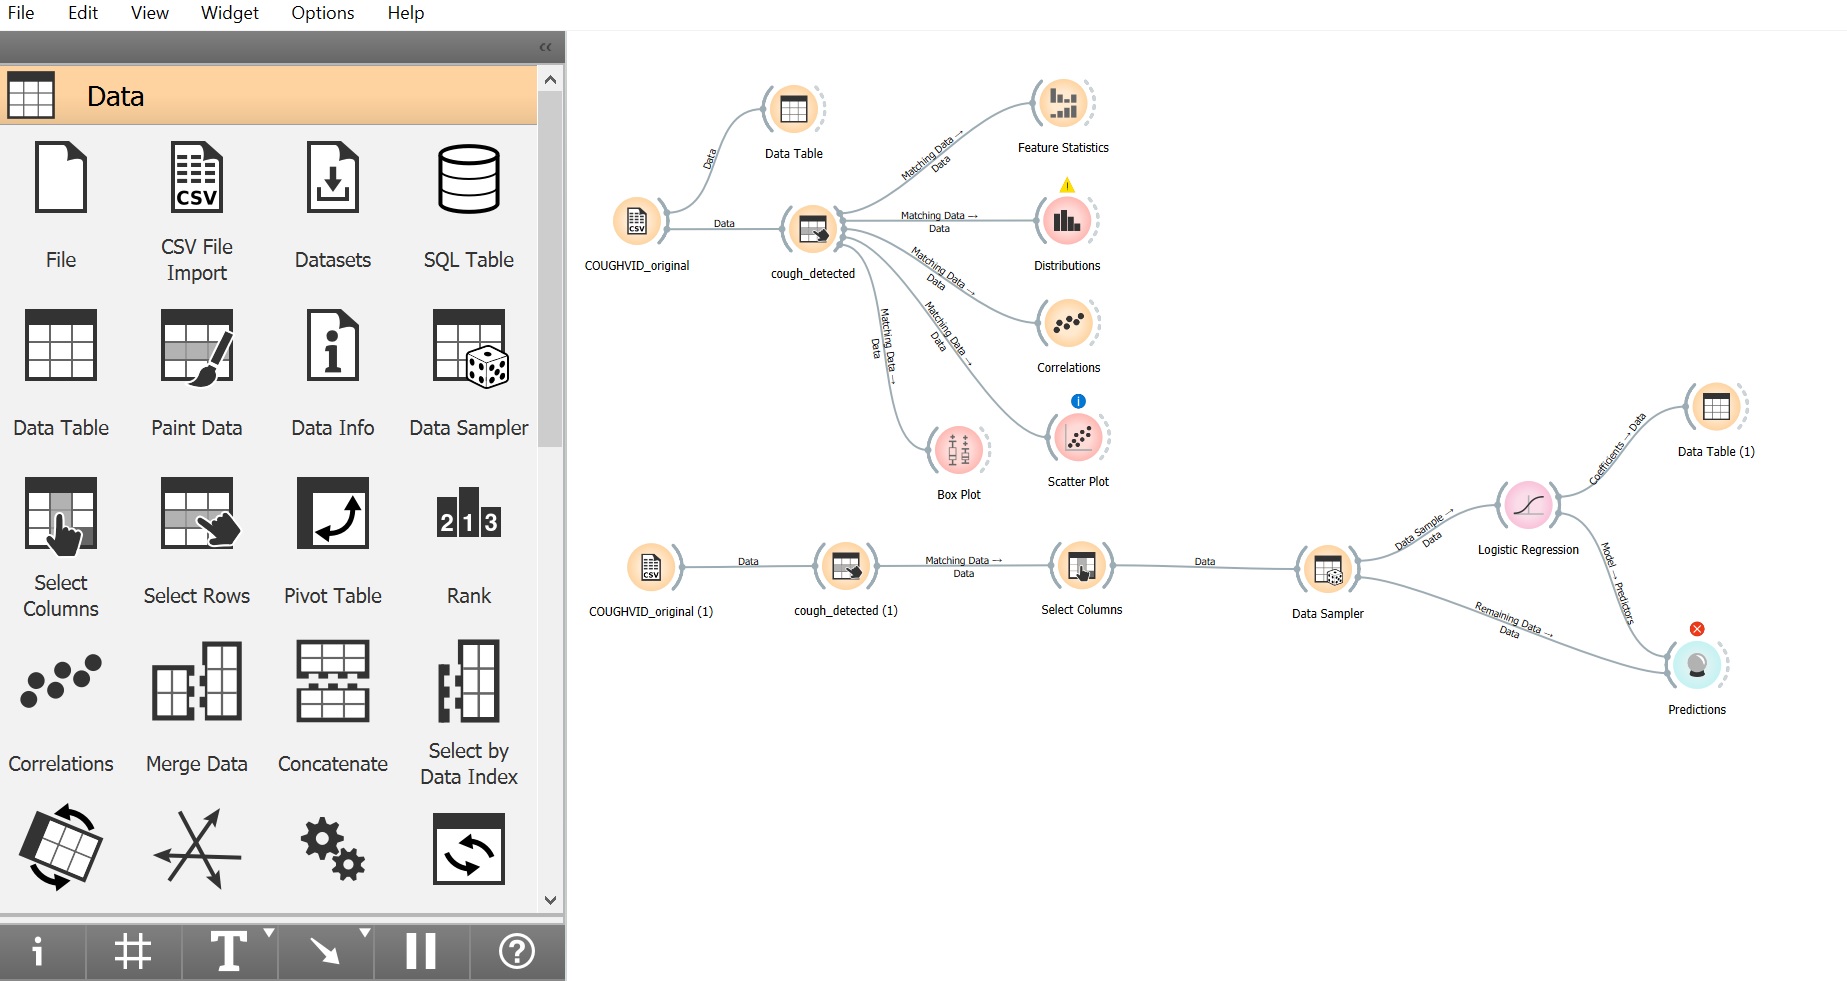 File Edit View Widget Options Help
«
Data
CSV
File
CSV File
Import
Datasets
SQL Table
Data Table
Paint Data
Data Info
Data Sampler
213
Select
Columns
Select Rows
Pivot Table
Rank
Correlations
Merge Data
Concatenate
Select by
Data Index
i
T
?
Data
Data Table
Matching Data →
Data
Feature Statistics
CSV
COUGHVID_original
Data
cough_detected
Matching Data →
Data
Distributions
Matching Data →
Data
Correlations
Matching Data →
Data
i
Scatter Plot
Matching Data →
Data
Box Plot
CSV
COUGHVID_original (1)
Data
cough_detected (1)
Matching Data →
Data
Select Columns
Data
Data Sampler
Data Sample →
Data
Logistic Regression
Coefficients → Data
Data Table (1)
Model → Predictors
Remaining Data →
Data
Predictions